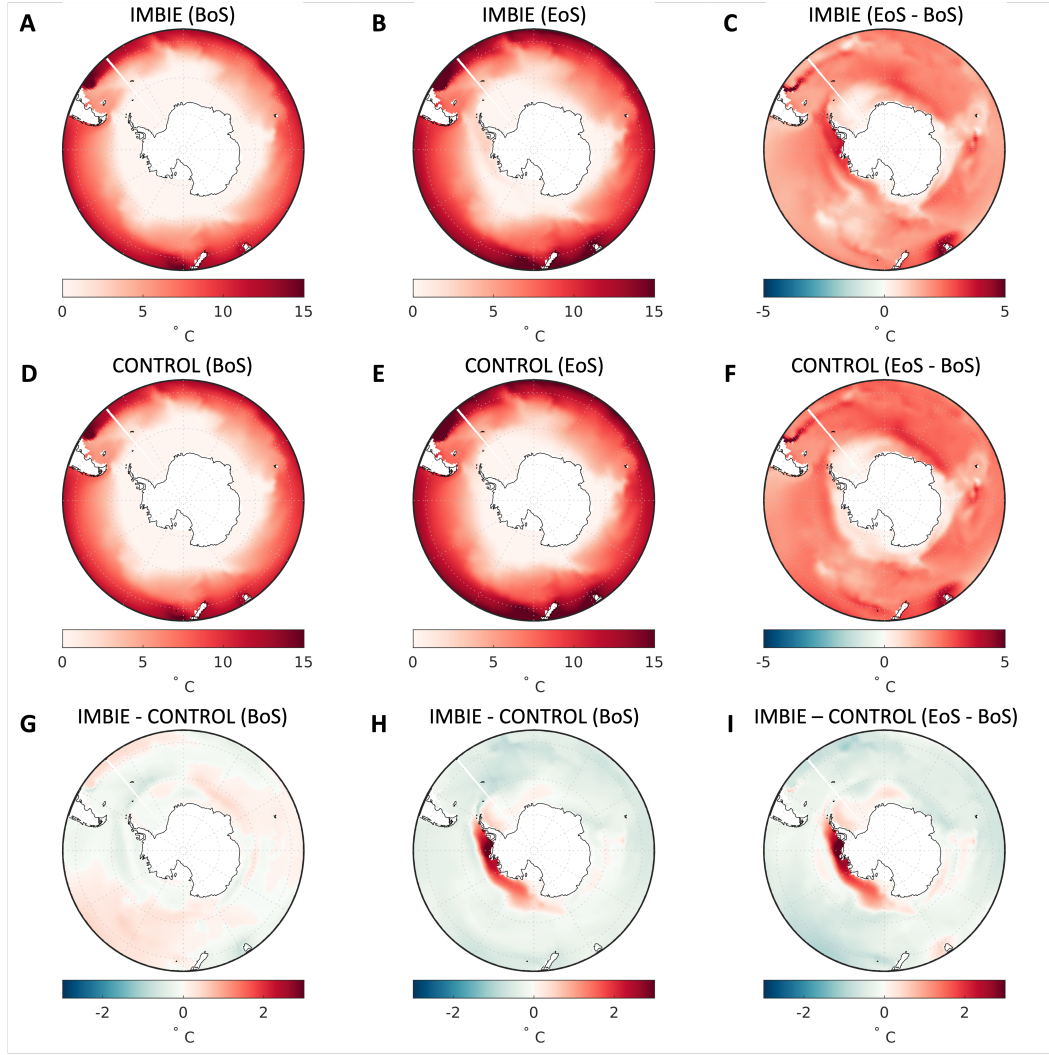 A IMBIE (BoS) B IMBIE (EoS) C IMBIE (EoS - BoS)
0 5 10 15 0 5 10 15 -5 0 5
° C ° C ° C
D CONTROL (BoS) E CONTROL (EoS) F CONTROL (EoS - BoS)
0 5 10 15 0 5 10 15 -5 0 5
° C ° C ° C
G IMBIE - CONTROL (BoS) H IMBIE - CONTROL (BoS) I IMBIE – CONTROL (EoS - BoS)
-2 0 2 -2 0 2 -2 0 2
° C ° C ° C